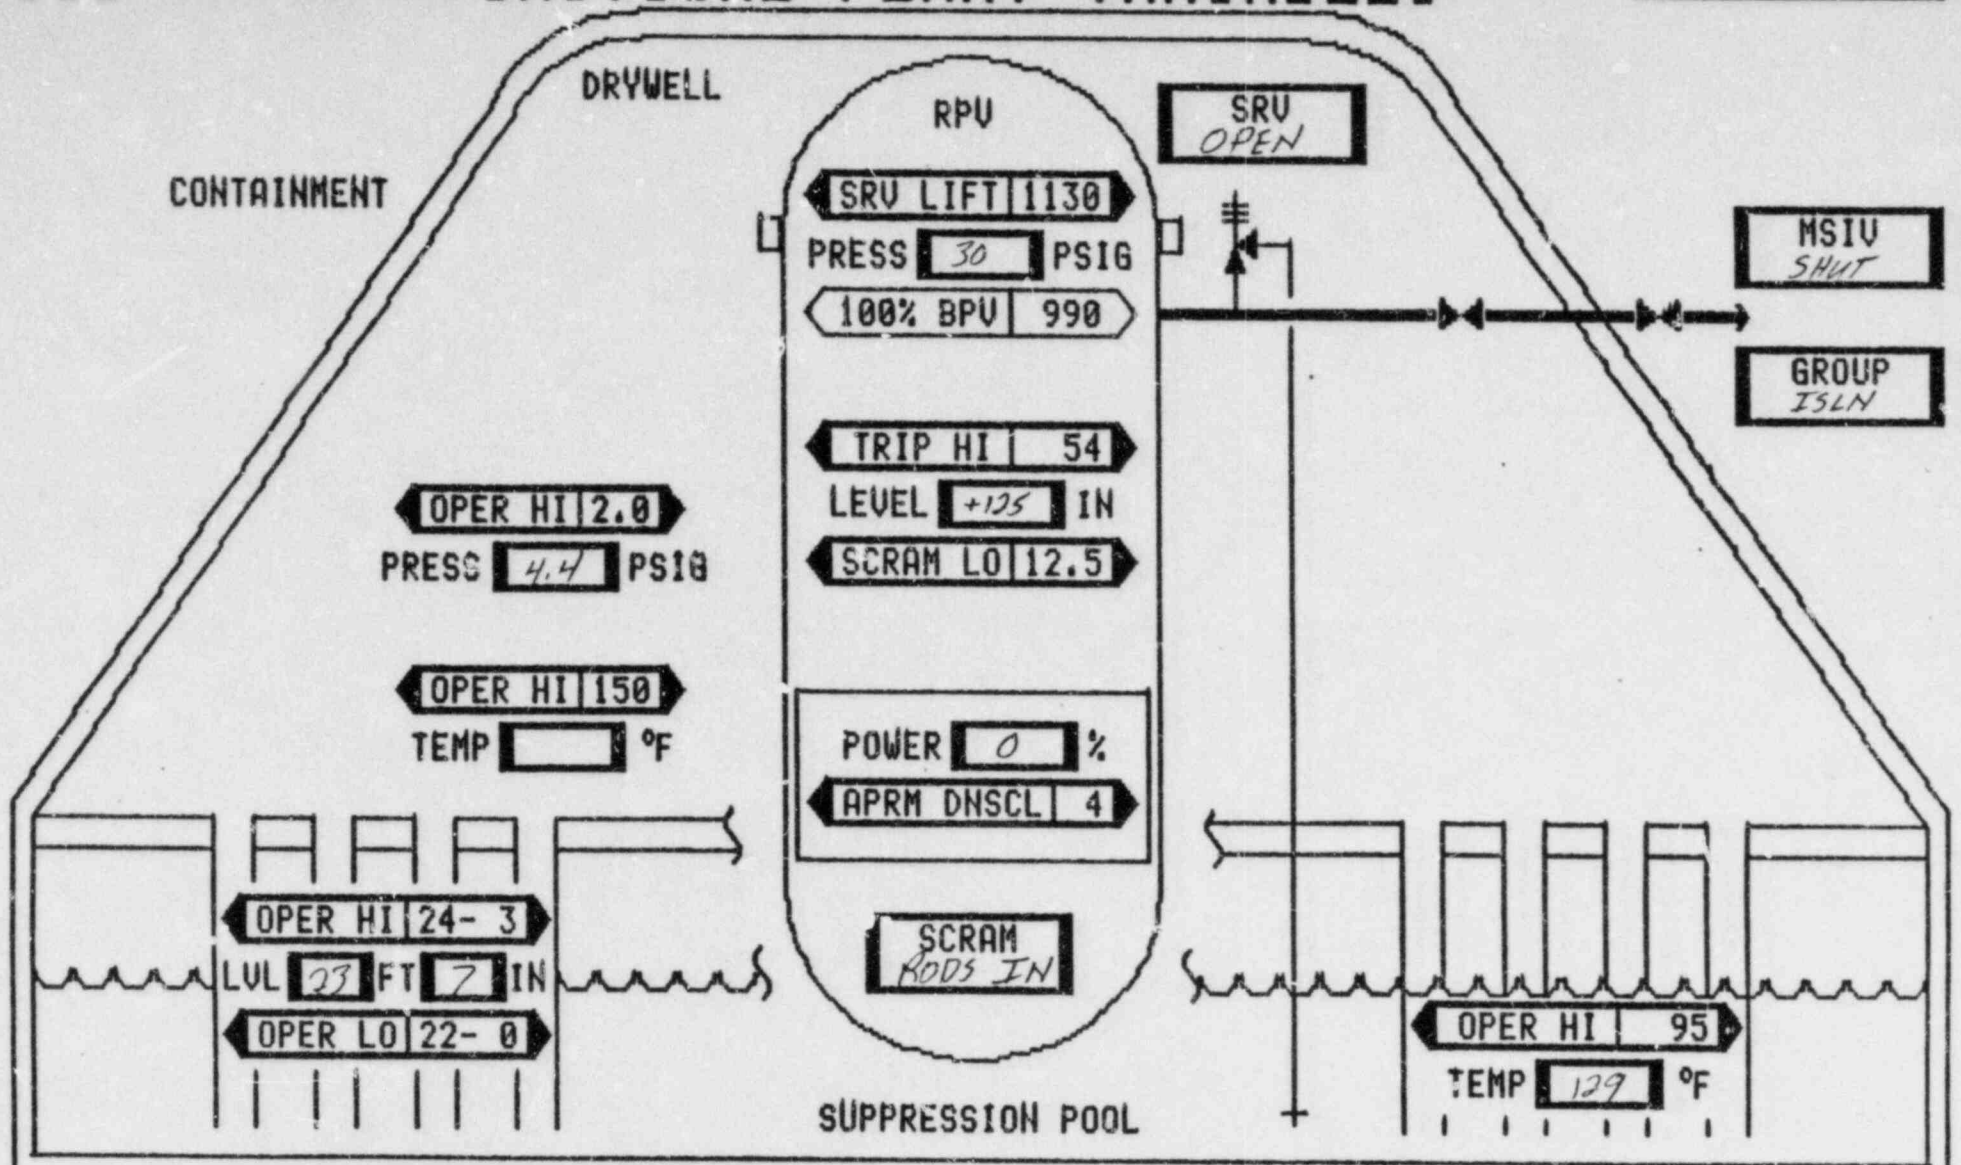 DRYWELL
RPV
SRV
OPEN
CONTAINMENT
SRV LIFT 1130
PRESS 30 PSIG
100% BPV 990
MSIV
SHUT
GROUP
ISLN
TRIP HI 54
LEVEL +125 IN
SCRAM LO 12.5
OPER HI 2.0
PRESS 4.4 PSIG
OPER HI 150
TEMP °F
POWER 0 %
APRM DNSCL 4
OPER HI 24- 3
LVL 23 FT 7 IN
OPER LO 22- 0
SCRAM
RODS IN
OPER HI 95
TEMP 129 °F
SUPPRESSION POOL